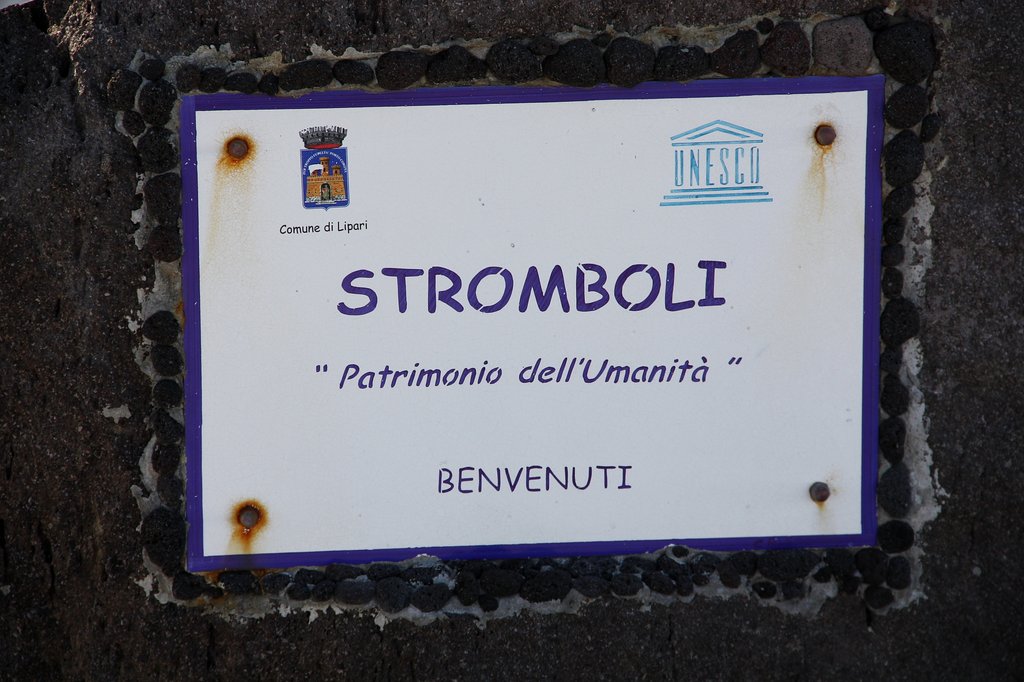 UNESCO
Comune di Lipari
STROMBOLI
" Patrimonio dell'Umanità "
BENVENUTI